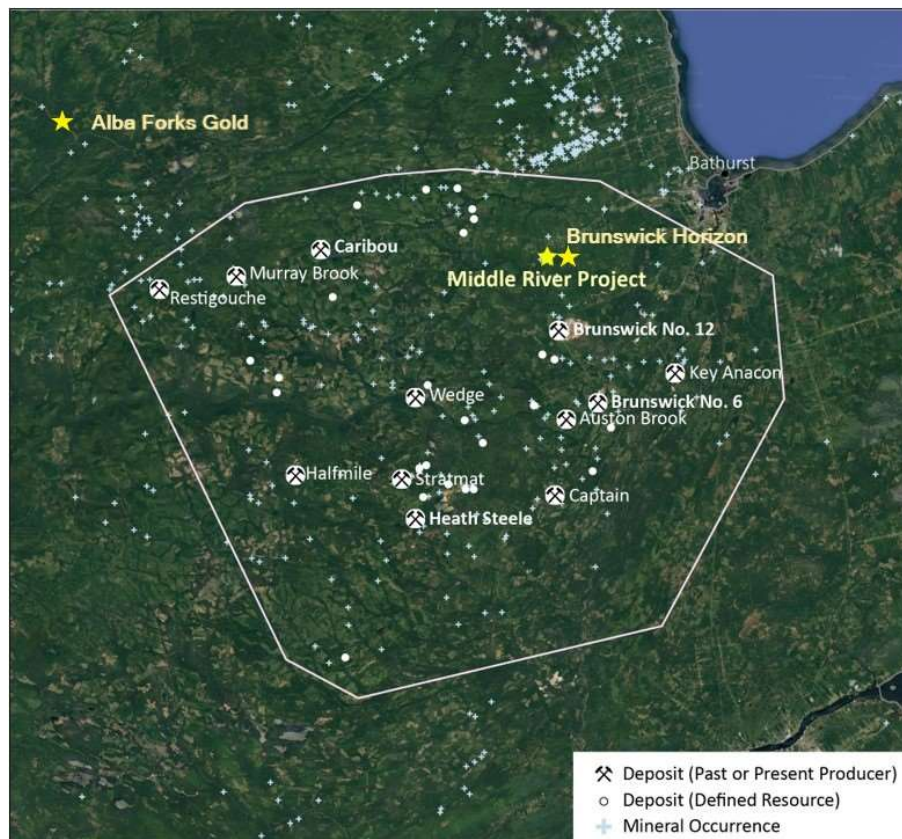 Alba Forks Gold
Bathurst
Brunswick Horizon
Caribou
Middle River Project
Murray Brook
Restigouche
Brunswick No. 12
Key Anacon
Wedge
Brunswick No. 6
Auston Brook
Halfmile
Stratmat
Captain
Heath Steele
Deposit (Past or Present Producer)
Deposit (Defined Resource)
Mineral Occurrence